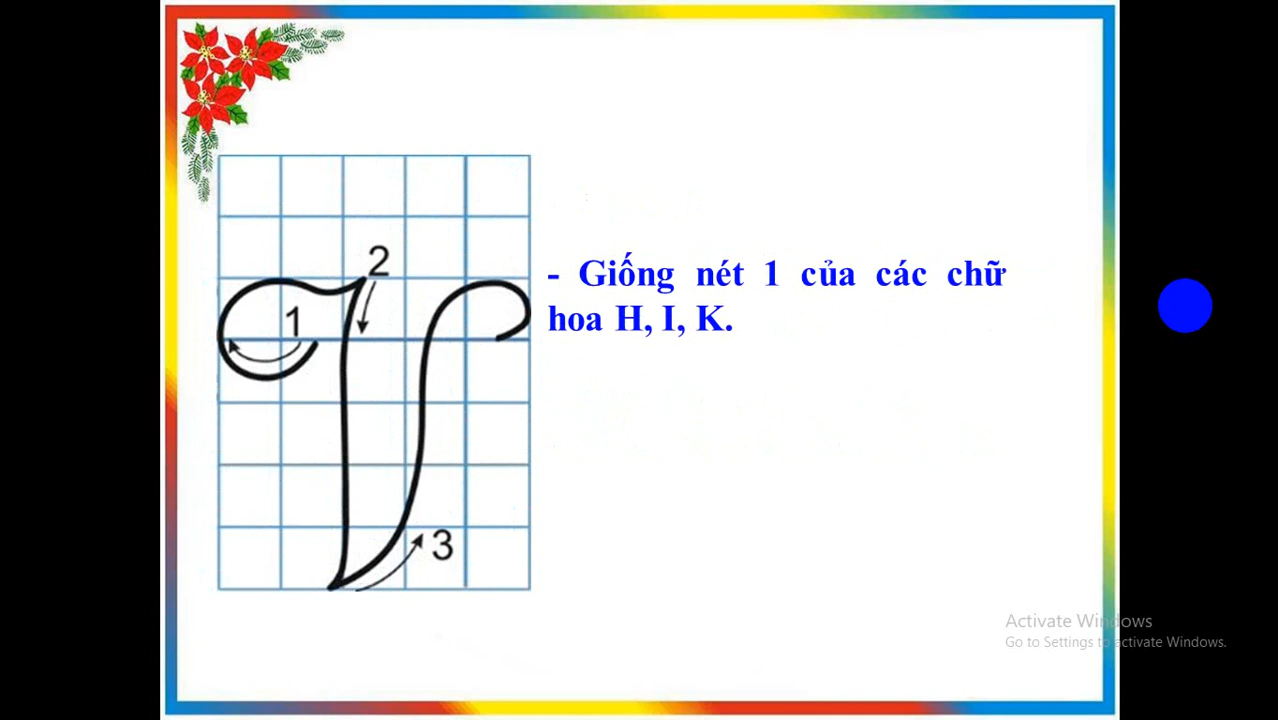 2
1
3
- Giống nét 1 của các chữ
hoa H, I, K.
Activate Windows
Go to Settings to activate Windows.